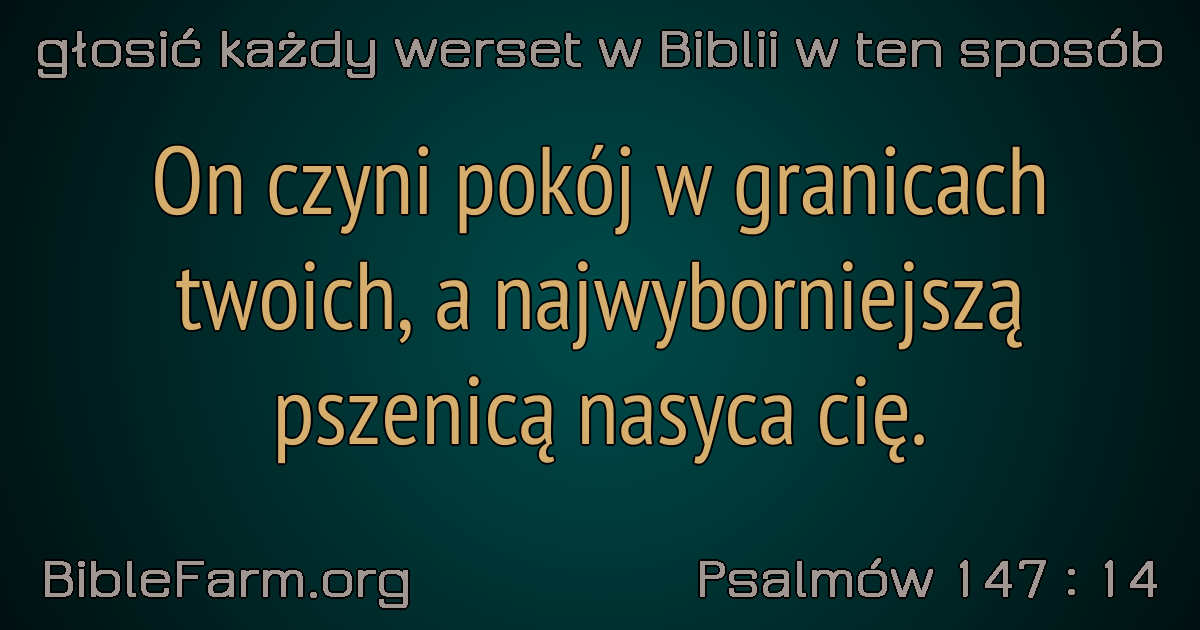 głosić każdy werset w Biblii w ten sposób
On czyni pokój w granicach
twoich, a najwyborniejszą
pszenicą nasyca cię.
BibleFarm.org
Psalmów 147 : 14